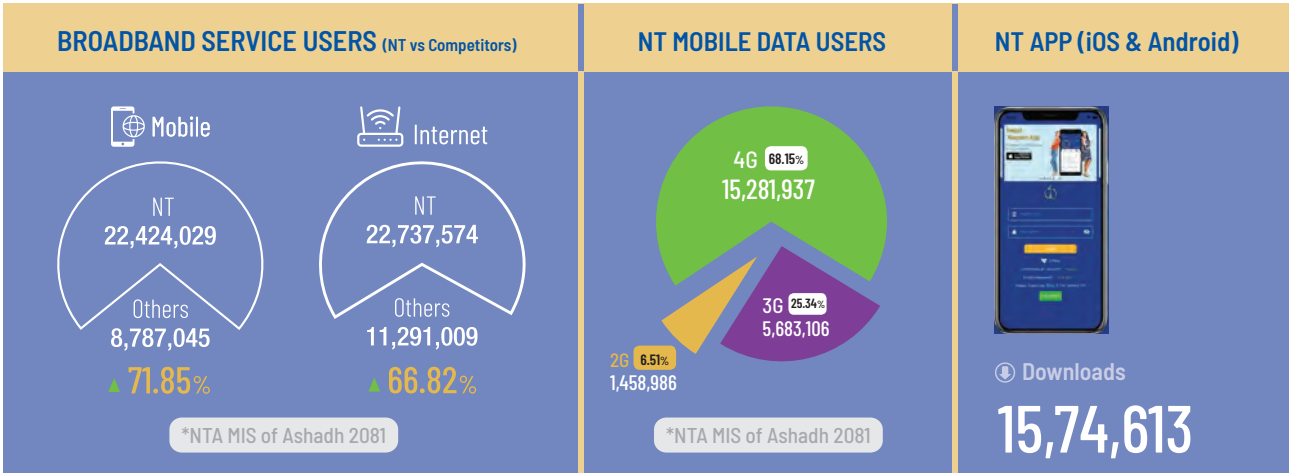 BROADBAND SERVICE USERS (NT vs Competitors)
Mobile
NT
22,424,029
Others
8,787,045
71.85%
Internet
NT
22,737,574
Others
11,291,009
66.82%
*NTA MIS of Ashadh 2081
NT MOBILE DATA USERS
4G 68.15%
15,281,937
3G 25.34%
5,683,106
2G 6.51%
1,458,986
*NTA MIS of Ashadh 2081
NT APP (iOS & Android)
Downloads
15,74,613